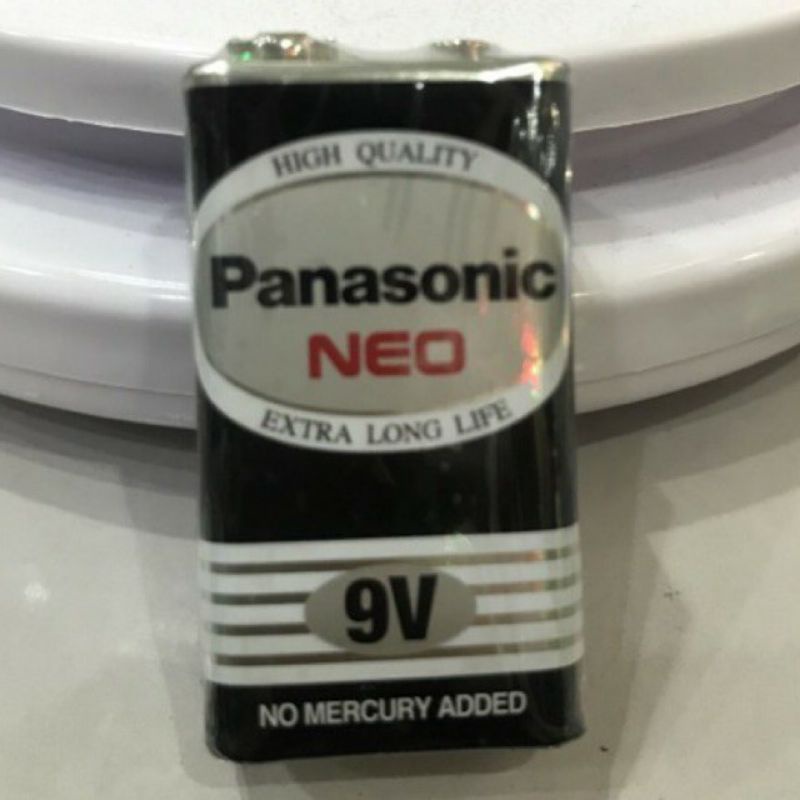 HIGH QUALITY
Panasonic
NEO
EXTRA LONG LIFE
9V
NO MERCURY ADDED